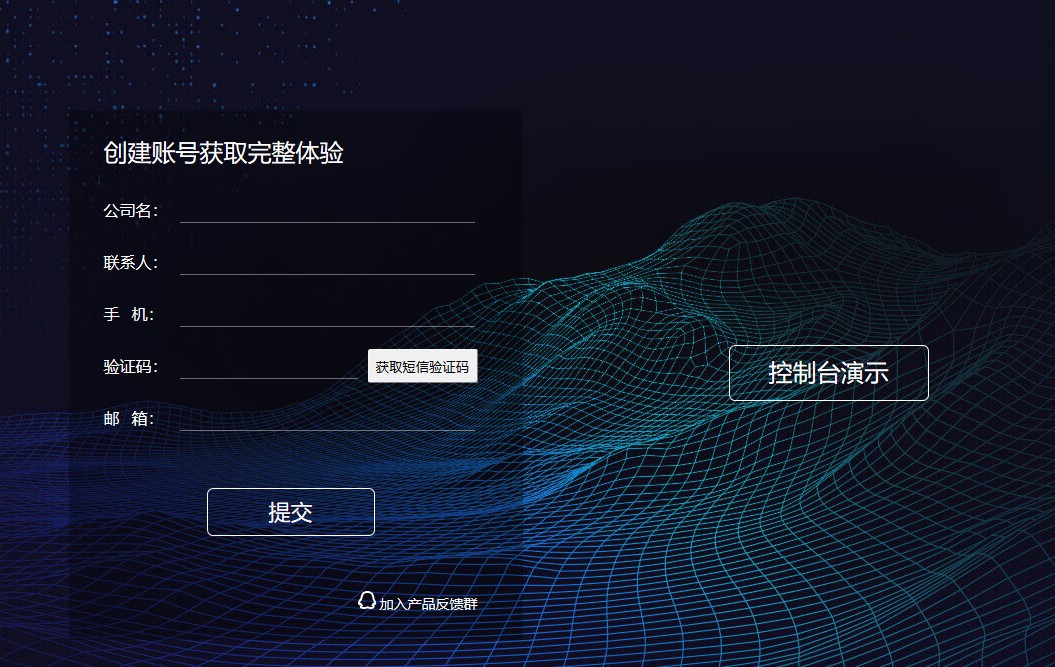 创建账号获取完整体验
公司名：
联系人：
手 机：
验证码：
获取短信验证码
控制台演示
邮 箱：
提交
加入产品反馈群